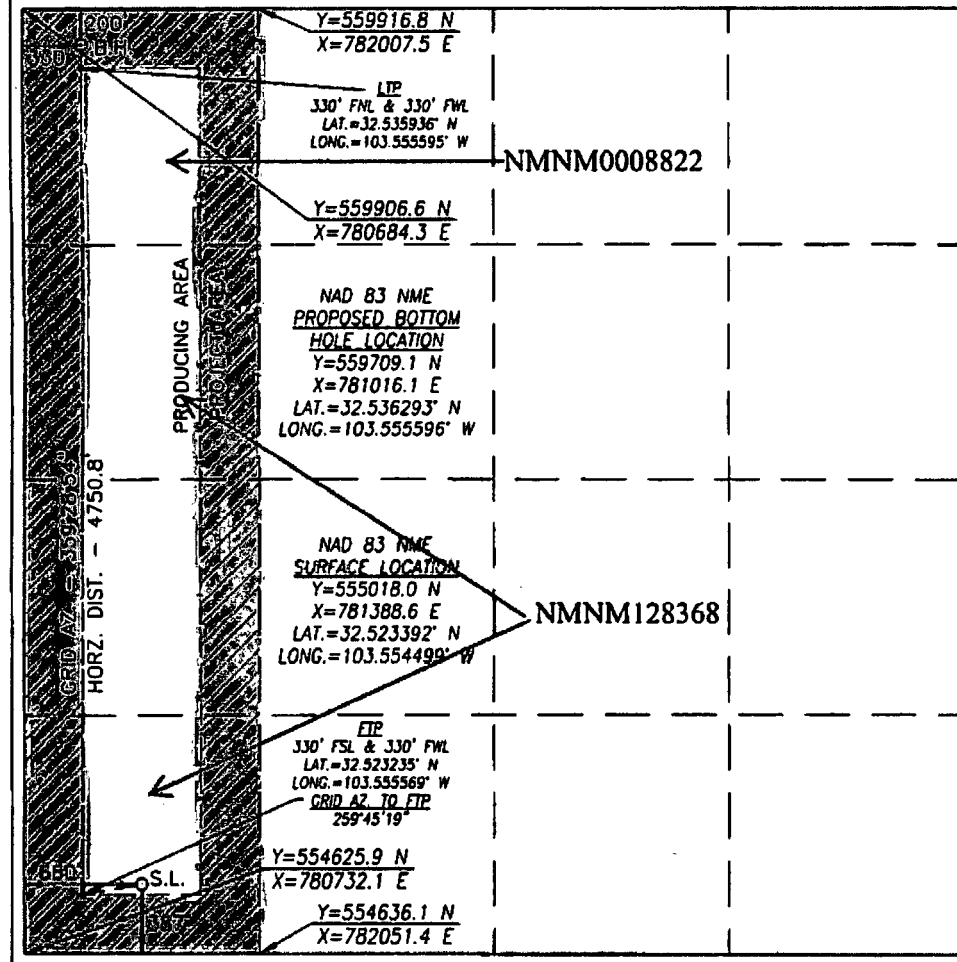 Y=559916.8 N
X=782007.5 E
200
B.H.
LTP
330' FNL & 330' FWL
LAT.=32.535936° N
LONG.=103.555595° W
NMNM0008822
Y=559906.6 N
X=780684.3 E
PRODUCING AREA
PROJECT AREA
NAD 83 NME
PROPOSED BOTTOM
HOLE LOCATION
Y=559709.1 N
X=781016.1 E
LAT.=32.536293° N
LONG.=103.555596° W
HORZ. DIST. - 4750.8'
NAD 83 NME
SURFACE LOCATION
Y=555018.0 N
X=781388.6 E
LAT.=32.523392° N
LONG.=103.554499° W
NMNM128368
FTP
330' FSL & 330' FWL
LAT.=32.523235° N
LONG.=103.555569° W
GRID AZ. TO FTP
259°45'19"
S.L.
Y=554625.9 N
X=780732.1 E
Y=554636.1 N
X=782051.4 E